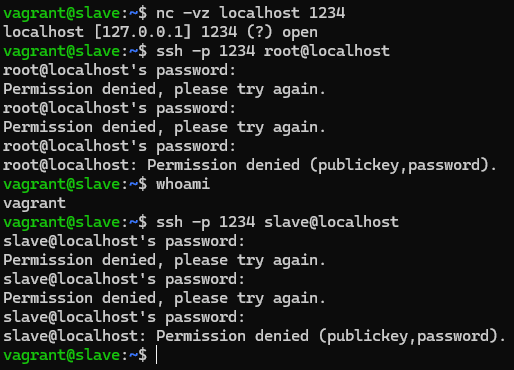 vagrant@slave:~$ nc -vz localhost 1234
localhost [127.0.0.1] 1234 (?) open
vagrant@slave:~$ ssh -p 1234 root@localhost
root@localhost's password:
Permission denied, please try again.
root@localhost's password:
Permission denied, please try again.
root@localhost's password:
root@localhost: Permission denied (publickey,password).
vagrant@slave:~$ whoami
vagrant
vagrant@slave:~$ ssh -p 1234 slave@localhost
slave@localhost's password:
Permission denied, please try again.
slave@localhost's password:
Permission denied, please try again.
slave@localhost's password:
slave@localhost: Permission denied (publickey,password).
vagrant@slave:~$